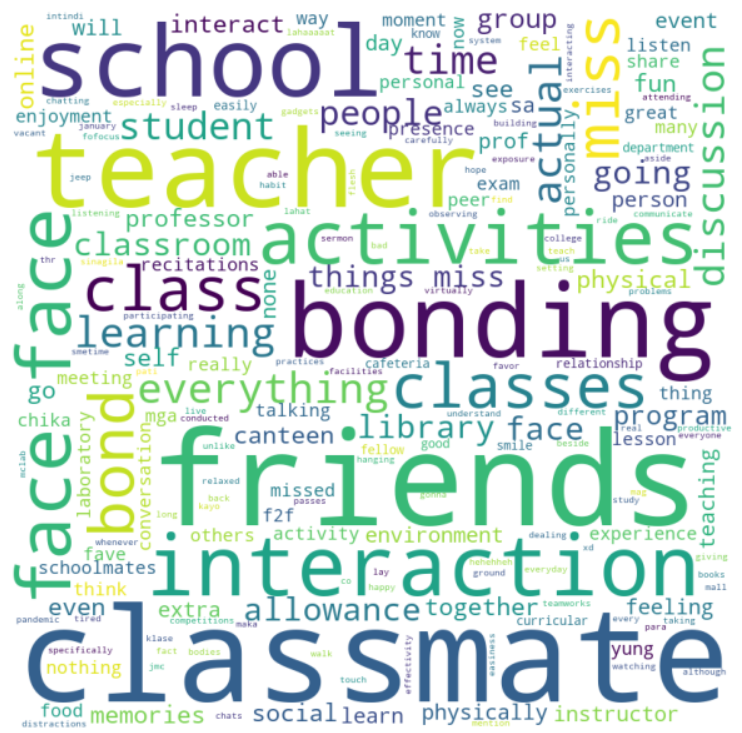 intindi
interact
way
moment
group
event
online
will
lahaaaaat
know
system
school
day
now
time
feel
interacting
miss
listen
chatting
share
especially
sleep
easily
personal
see
fun
exercises
attending
enjoyment
gadgets
people
always
sa
actual
great
vacant
january
student
building
many
fofocus
seeing
presence
prof
carefully
personally
department
teacher
jeep
able
exam
exposure
hope
going
aside
discussion
habit
flesh
peer
find
person
listening
lahat
observing
ride
communicate
professor
activities
face face
classroom
sermon
college
us
thr
sinagila
recitations
none
bad
take
teach
setting
along
class
things miss
physical
education
virtually
problems
participating
bonding
learning
smetime
self
practices
facilities
cafeteria
favor
relationship
meeting
really
everything
classes
thing
go
pati
live
talking
understand
different
productive
chika
mga
conducted
library
face
program
real
everyone
bond
canteen
good
smile
beside
lesson
mclab
laboratory
conversation
unlike
fellow
friends
hanging
relaxed
missed
gonna
study
mag
teaching
back
kayo
passes
whenever
long
f2f
dealing
xd
others
activity
environment
experience
giving
fave
hehehheh
schoolmates
interaction
co
lay
happy
ground
everyday
books
mall
think
even
extra
allowance
together
teamworks
every
taking
feeling
pandemic
tired
competitions
maka
curricular
para
classmate
yung
specifically
klase
fact
bodies
effectivity
easiness
watching
although
nothing
jmc
walk
touch
food
memories
chats
social
learn
physically
instructor
distractions
mention